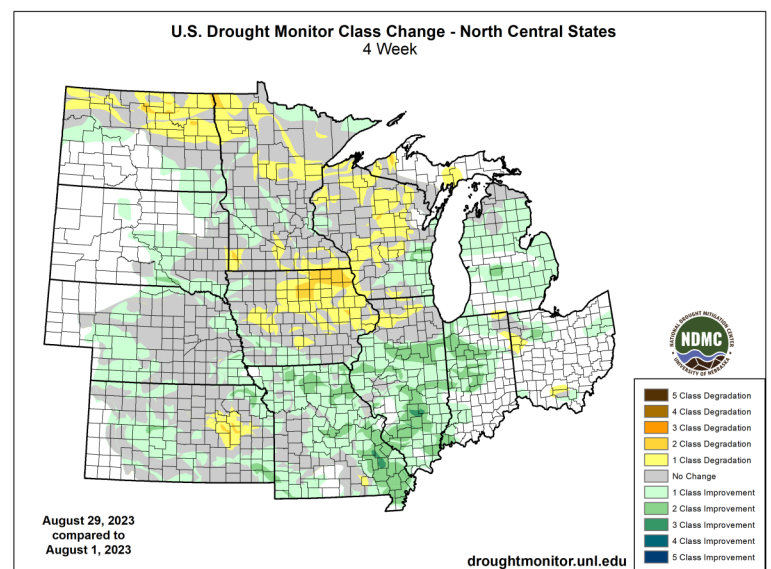 U.S. Drought Monitor Class Change - North Central States
4 Week
NATIONAL DROUGHT MITIGATION CENTER
NDMC
UNIVERSITY OF NEBRASKA
5 Class Degradation
4 Class Degradation
3 Class Degradation
2 Class Degradation
1 Class Degradation
No Change
1 Class Improvement
2 Class Improvement
3 Class Improvement
4 Class Improvement
5 Class Improvement
August 29, 2023
compared to
August 1, 2023
droughtmonitor.unl.edu